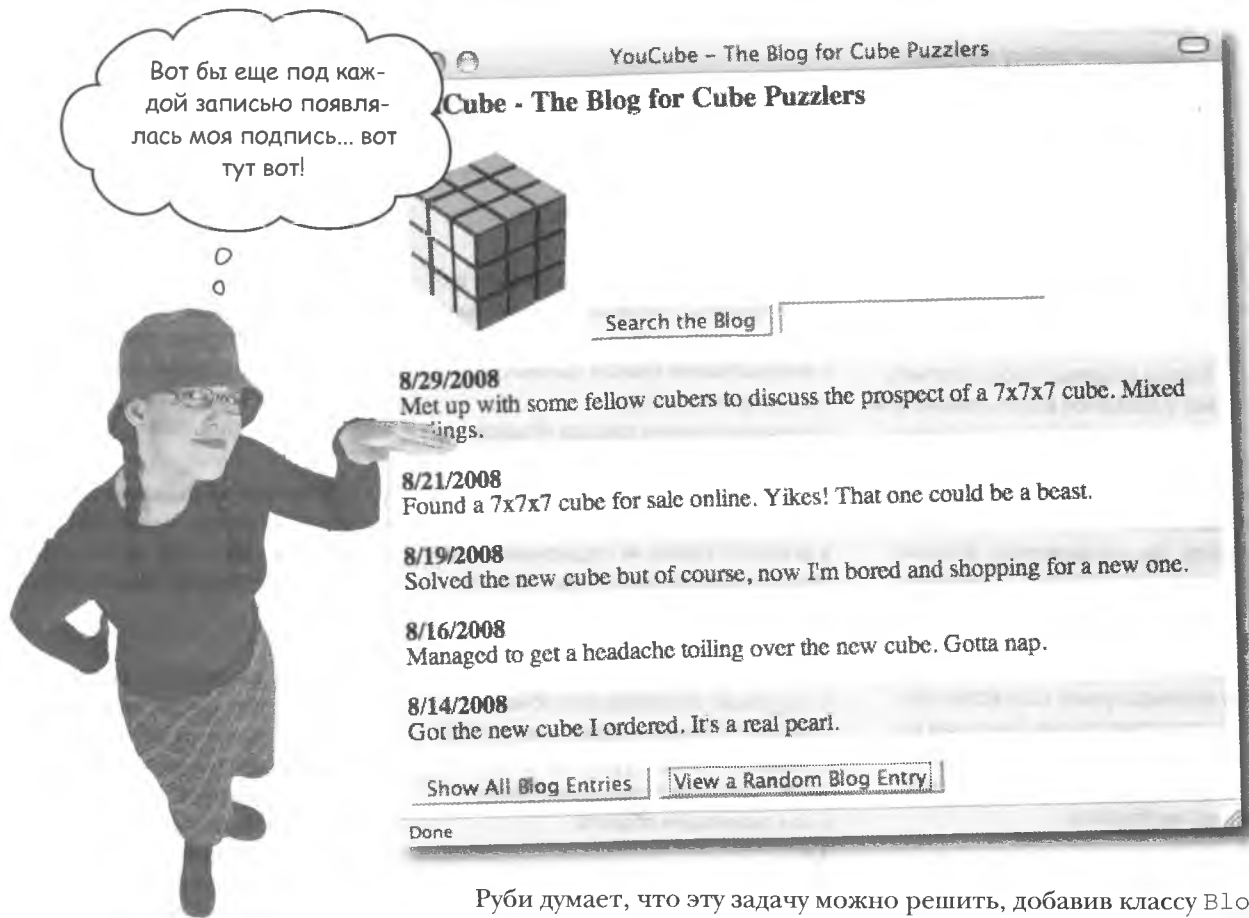 Вот бы еще под каж-
дой записью появля-
лась моя подпись... вот
тут вот!
YouCube – The Blog for Cube Puzzlers
Cube - The Blog for Cube Puzzlers
Search the Blog
8/29/2008
Met up with some fellow cubers to discuss the prospect of a 7x7x7 cube. Mixed
ings.
8/21/2008
Found a 7x7x7 cube for sale online. Yikes! That one could be a beast.
8/19/2008
Solved the new cube but of course, now I'm bored and shopping for a new one.
8/16/2008
Managed to get a headache toiling over the new cube. Gotta nap.
8/14/2008
Got the new cube I ordered. It's a real pearl.
Show All Blog Entries
View a Random Blog Entry
Done
Руби думает, что эту задачу можно решить, добавив классу Blo